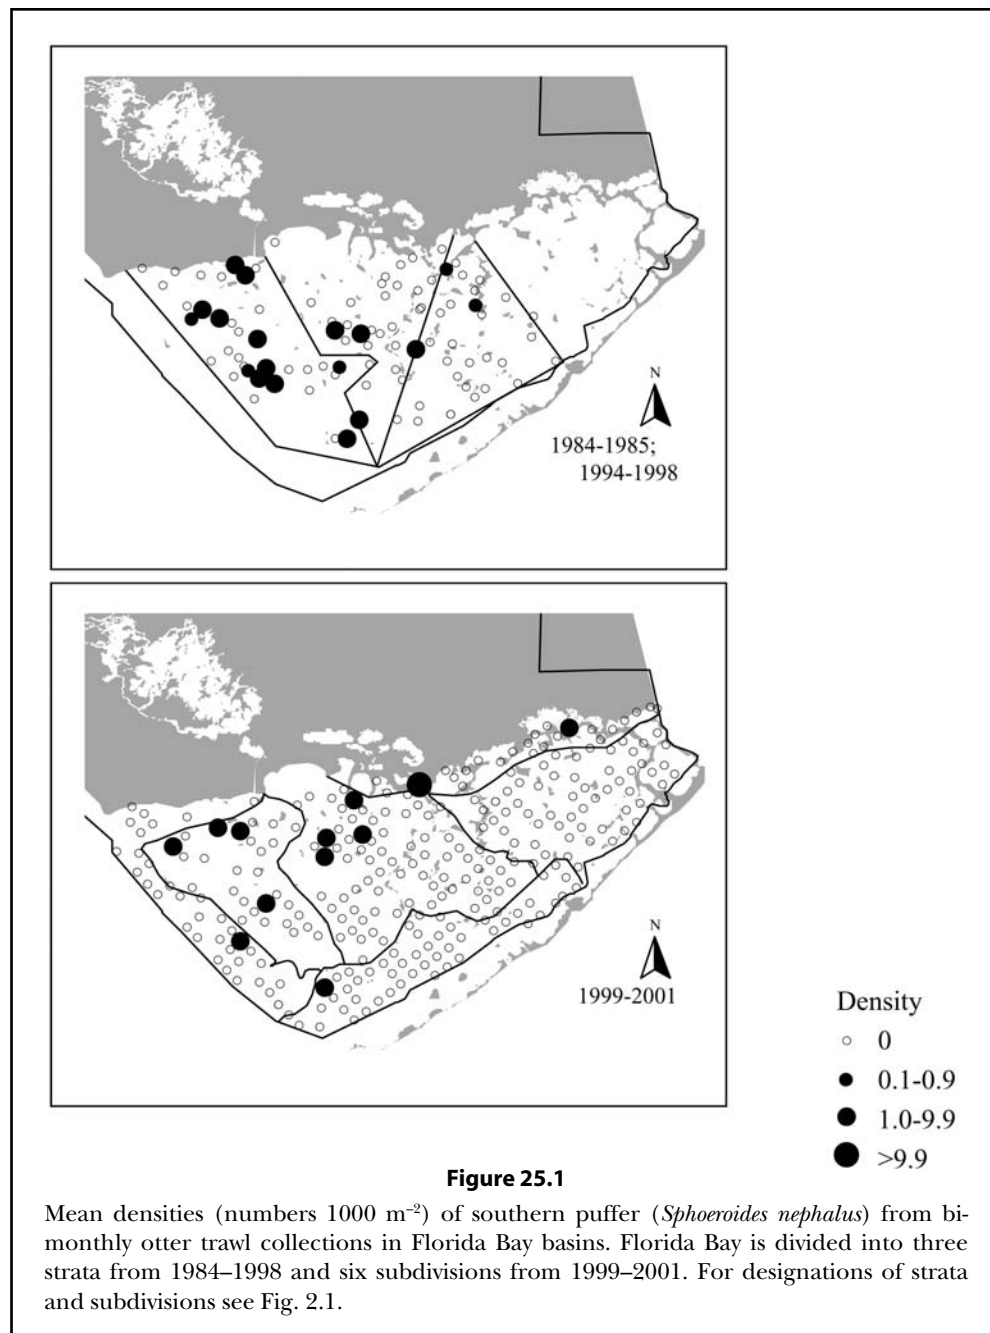 N
1984-1985;
1994-1998
N
1999-2001
Density
0
0.1-0.9
1.0-9.9
>9.9
Figure 25.1
Mean densities (numbers 1000 m⁻²) of southern puffer (Sphoeroides nephalus) from bi-
monthly otter trawl collections in Florida Bay basins. Florida Bay is divided into three
strata from 1984–1998 and six subdivisions from 1999–2001. For designations of strata
and subdivisions see Fig. 2.1.